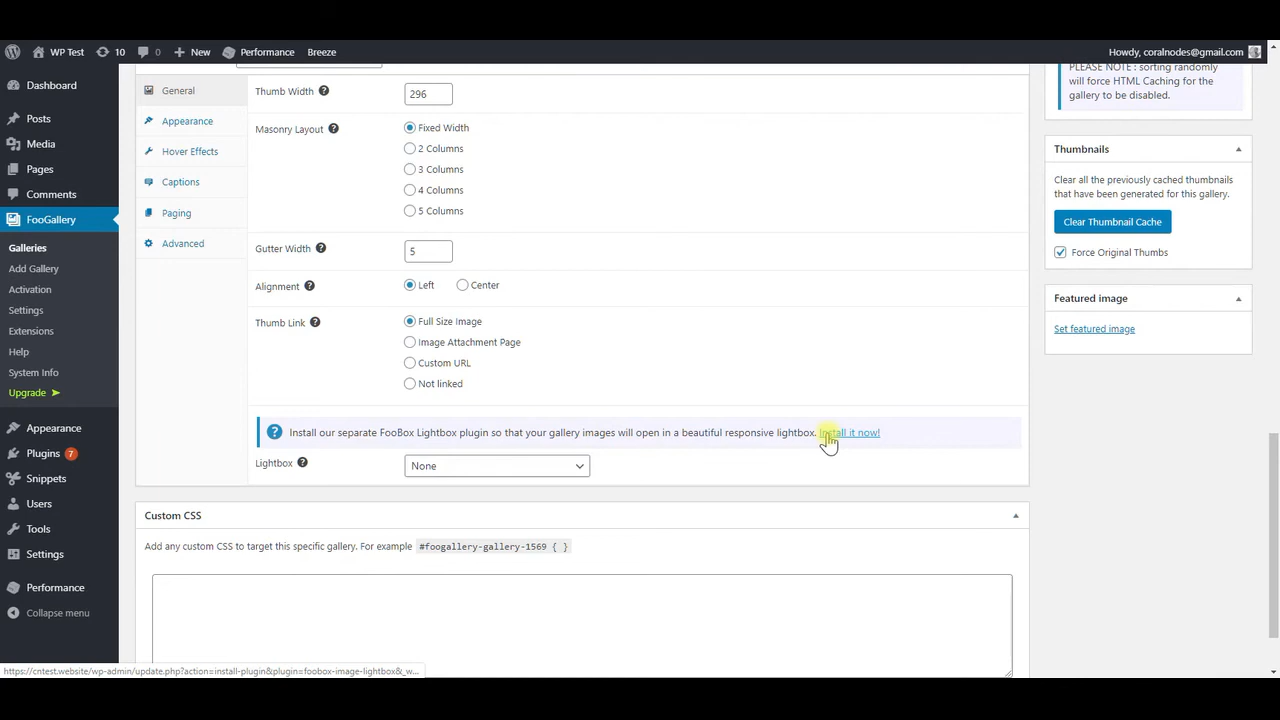 WP Test
10
0
New
Performance
Breeze
Howdy, coralnodes@gmail.com
Dashboard
Posts
Media
Pages
Comments
FooGallery
Galleries
Add Gallery
Activation
Settings
Extensions
Help
System Info
Upgrade ➤
Appearance
Plugins 7
Snippets
Users
Tools
Settings
Performance
Collapse menu
General
Appearance
Hover Effects
Captions
Paging
Advanced
Thumb Width
296
Masonry Layout
Fixed Width
2 Columns
3 Columns
4 Columns
5 Columns
Gutter Width
5
Alignment
Left
Center
Thumb Link
Full Size Image
Image Attachment Page
Custom URL
Not linked
Install our separate FooBox Lightbox plugin so that your gallery images will open in a beautiful responsive lightbox. Install it now!
Lightbox
None
Custom CSS
Add any custom CSS to target this specific gallery. For example #foogallery-gallery-1569 { }
PLEASE NOTE : sorting randomly
will force HTML Caching for the
gallery to be disabled.
Thumbnails
Clear all the previously cached thumbnails
that have been generated for this gallery.
Clear Thumbnail Cache
Force Original Thumbs
Featured image
Set featured image
https://cntest.website/wp-admin/update.php?action=install-plugin&plugin=foobox-image-lightbox&_w...